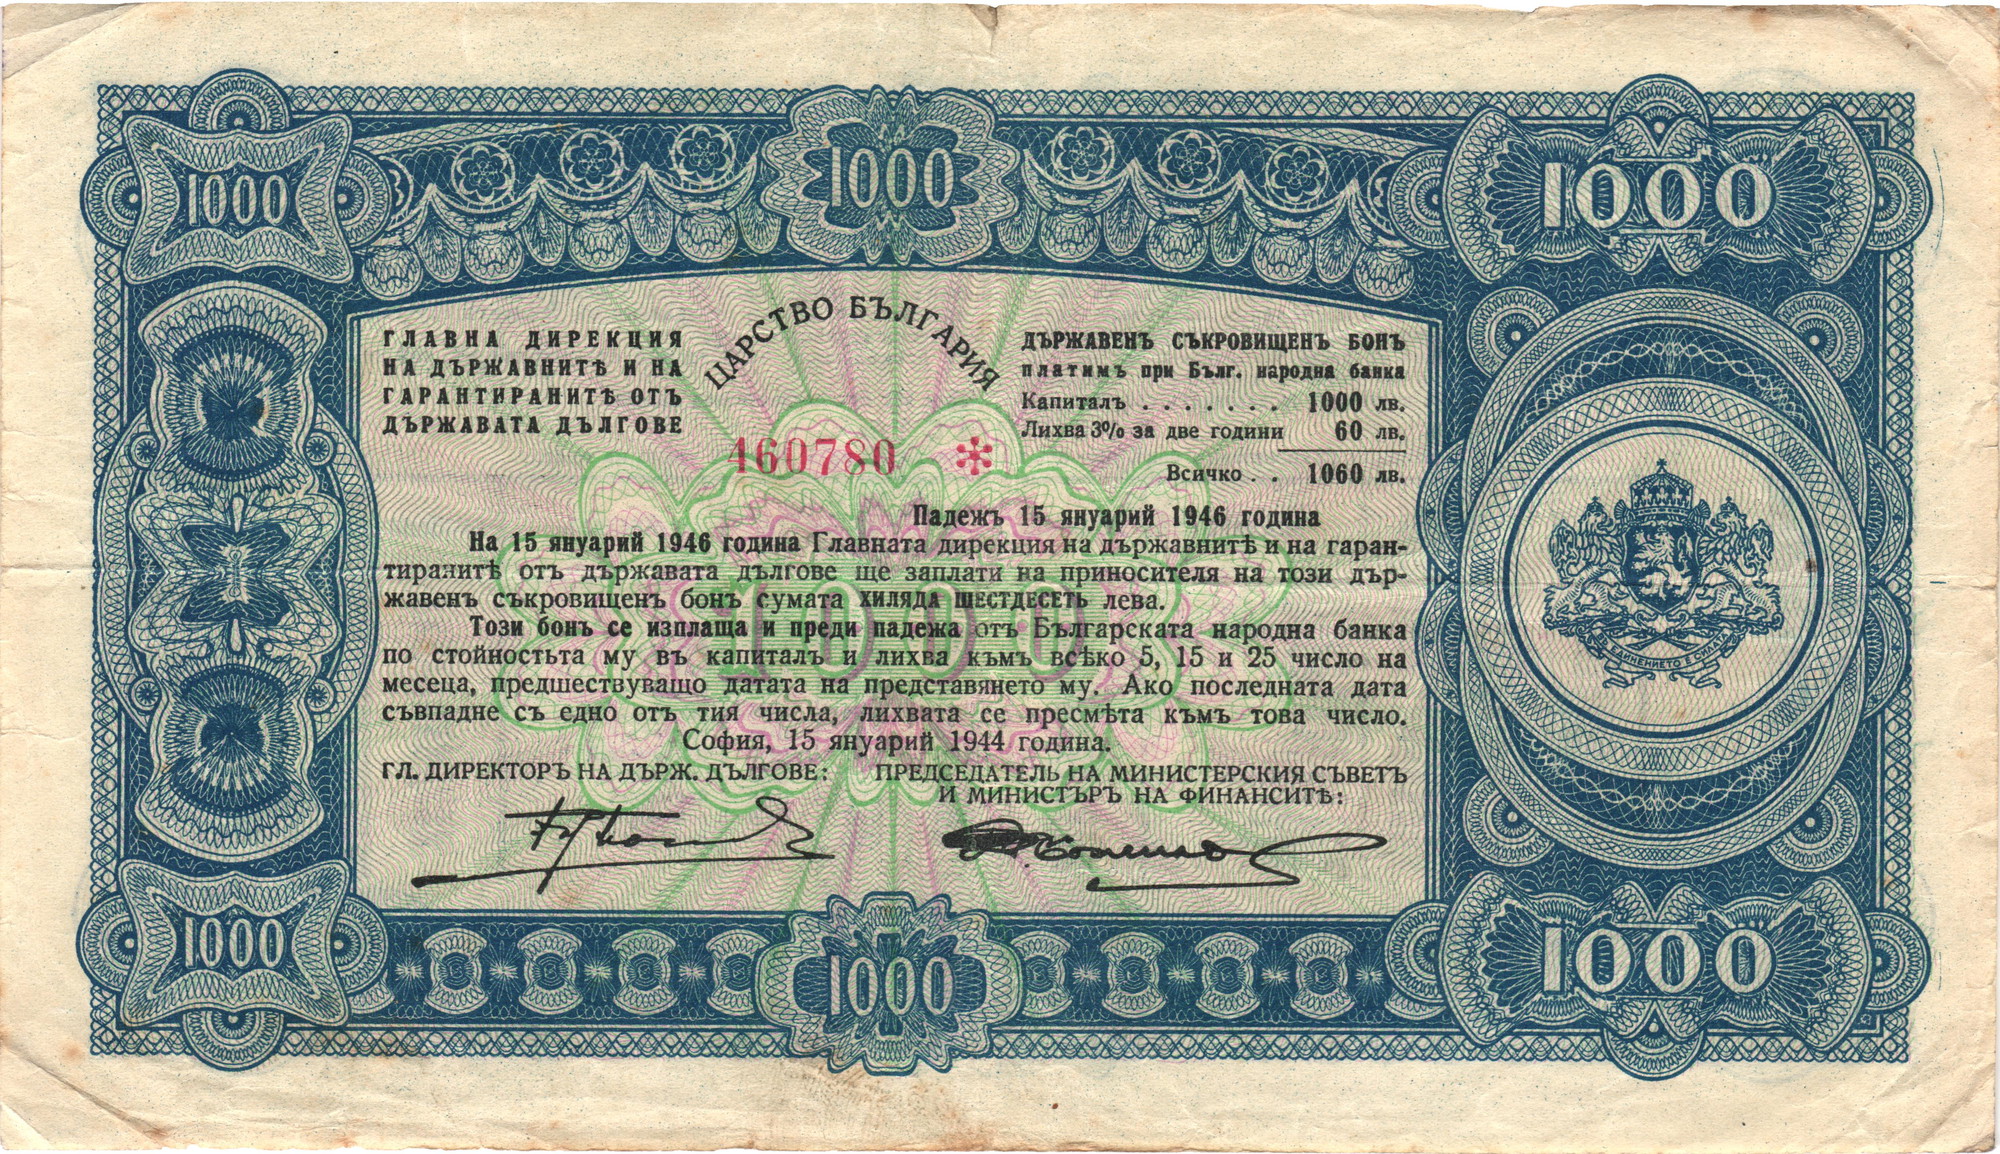 1000
1000
1000
ЦАРСТВО БЪЛГАРИЯ
ГЛАВНА ДИРЕКЦИЯ
НА ДЪРЖАВНИТѢ И НА
ГАРАНТИРАНИТѢ ОТЪ
ДЪРЖАВАТА ДЪЛГОВЕ
460780 *
ДЪРЖАВЕНЪ СЪКРОВИЩЕНЪ БОНЪ
платимъ при Бълг. народна банка
Капиталъ . . . . . . . 1000 лв.
Лихва 3% за две години 60 лв.
Всичко . . 1060 лв.
Падежъ 15 януарий 1946 година
На 15 януарий 1946 година Главната дирекция на държавнитѣ и на гаран-
тиранитѣ отъ държавата дългове ще заплати на приносителя на този дър-
жавенъ съкровищенъ бонъ сумата ХИЛЯДА ШЕСТДЕСЕТЬ лева.
Този бонъ се изплаща и преди падежа отъ Българската народна банка
по стойностьта му въ капиталъ и лихва къмъ всѣко 5, 15 и 25 число на
месеца, предшествуващо датата на представянето му. Ако последната дата
съвпадне съ едно отъ тия числа, лихвата се пресмѣта къмъ това число.
София, 15 януарий 1944 година.
ГЛ. ДИРЕКТОРЪ НА ДЪРЖ. ДЪЛГОВЕ:
ПРЕДСЕДАТЕЛЬ НА МИНИСТЕРСКИЯ СЪВЕТЪ
И МИНИСТЪРЪ НА ФИНАНСИТѢ:
1000
ЕДИНЕНИЕТО Е СИЛАТА
1000
1000
1000